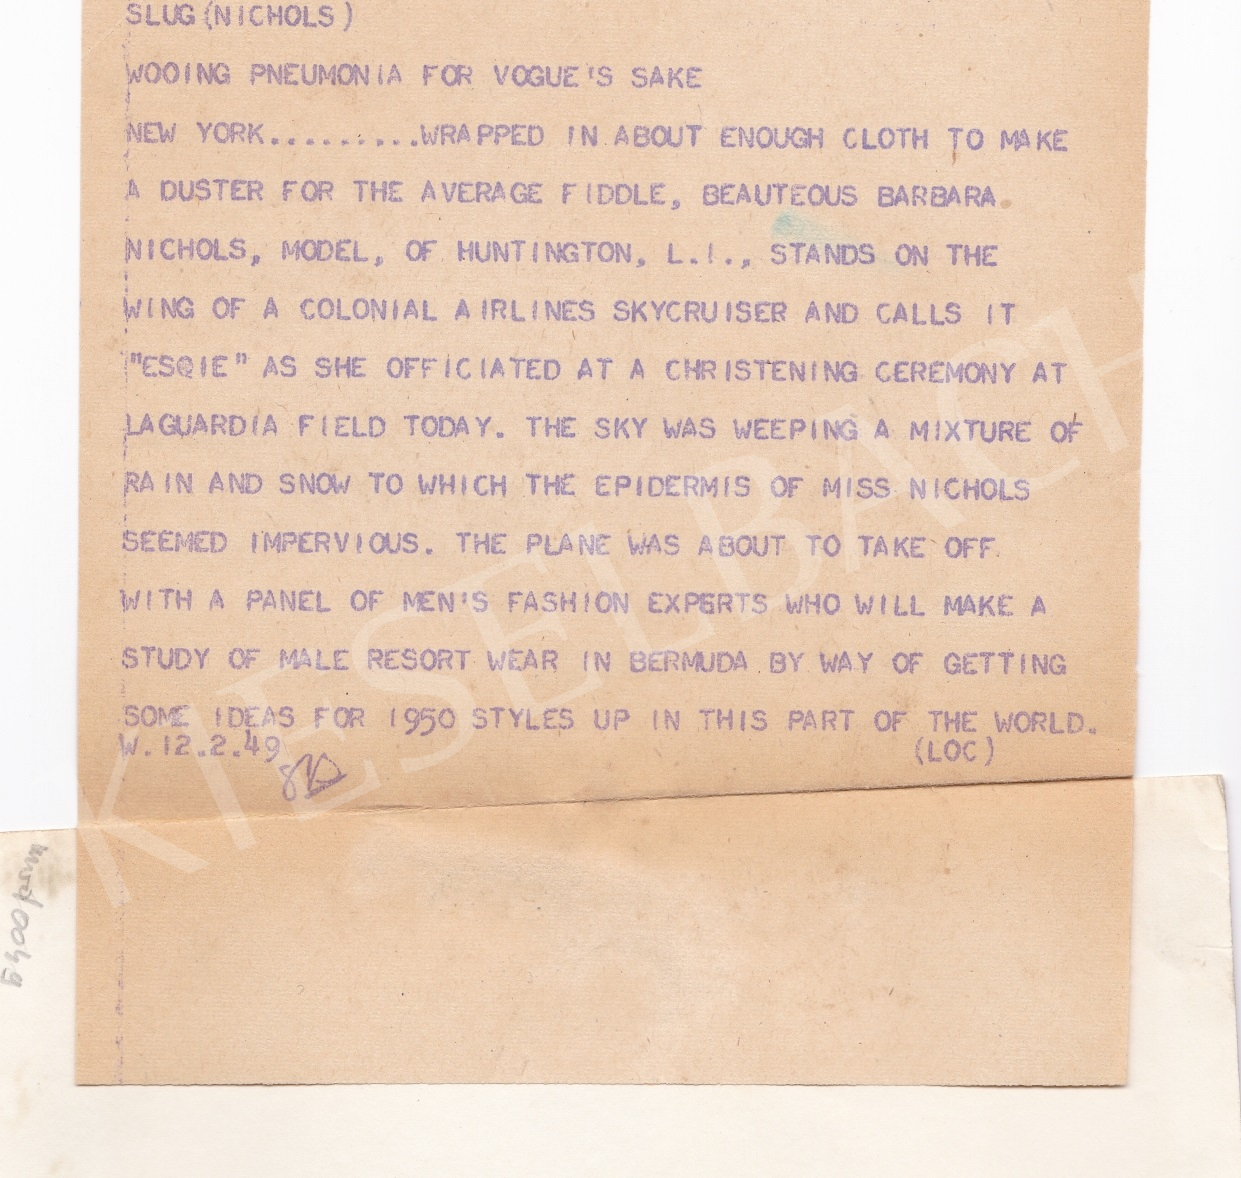 SLUG(NICHOLS)
WOOING PNEUMONIA FOR VOGUE'S SAKE
NEW YORK.........WRAPPED IN ABOUT ENOUGH CLOTH TO MAKE
A DUSTER FOR THE AVERAGE FIDDLE, BEAUTEOUS BARBARA
NICHOLS, MODEL, OF HUNTINGTON, L.I., STANDS ON THE
WING OF A COLONIAL AIRLINES SKYCRUISER AND CALLS IT
"ESQIE" AS SHE OFFICIATED AT A CHRISTENING CEREMONY AT
LAGUARDIA FIELD TODAY. THE SKY WAS WEEPING A MIXTURE OF
RAIN AND SNOW TO WHICH THE EPIDERMIS OF MISS NICHOLS
SEEMED IMPERVIOUS. THE PLANE WAS ABOUT TO TAKE OFF
WITH A PANEL OF MEN'S FASHION EXPERTS WHO WILL MAKE A
STUDY OF MALE RESORT WEAR IN BERMUDA BY WAY OF GETTING
SOME IDEAS FOR 1950 STYLES UP IN THIS PART OF THE WORLD.
W.12.2.49 (LOC)
KIESELBACH